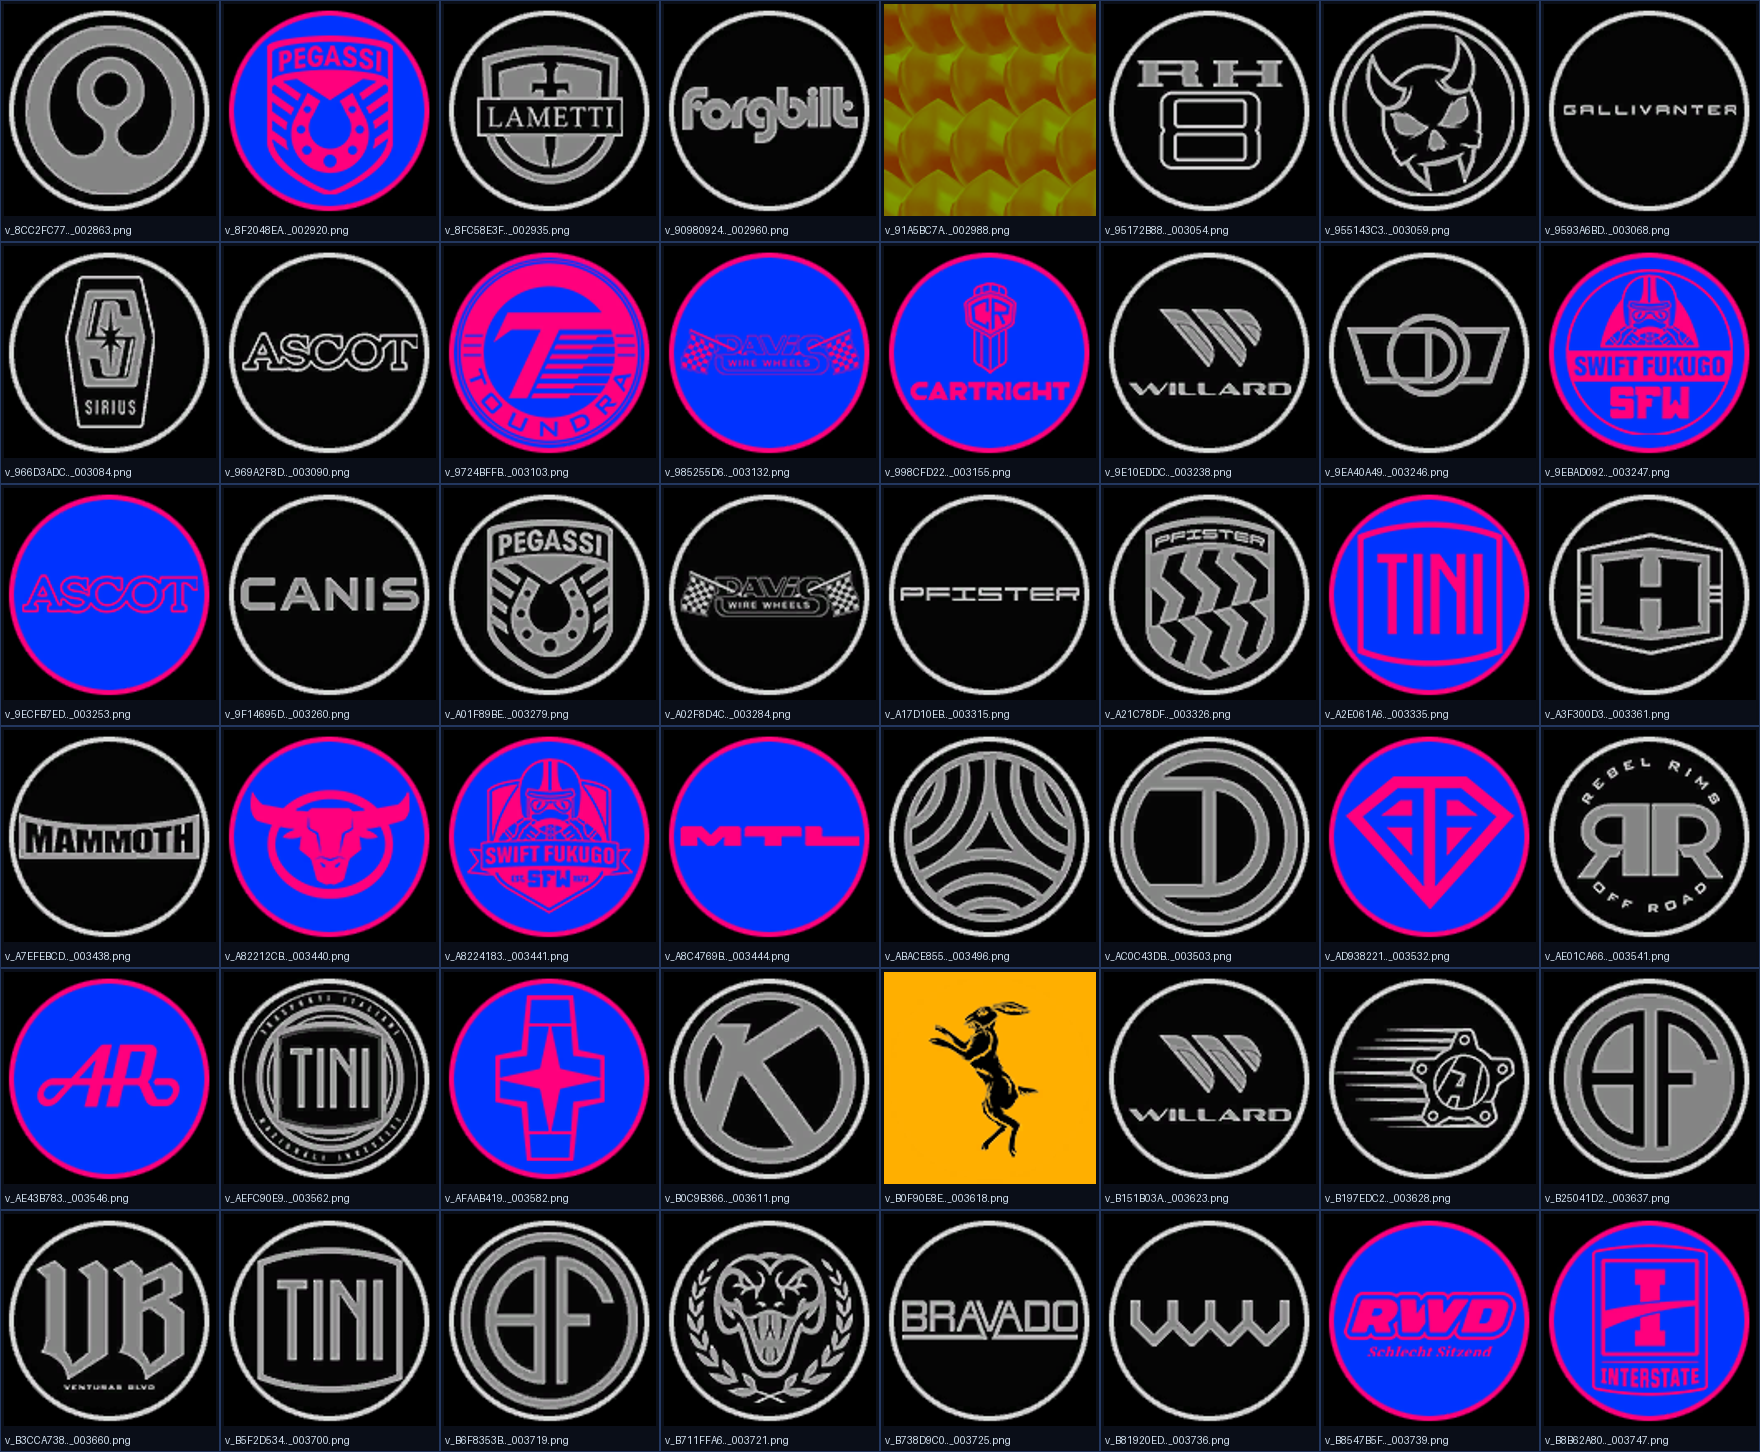 PEGASSI
LAMETTI
forgbilt
RH
8
GALLIVANTER
v_8CC2FC77.._002863.png
v_8F2048EA.._002920.png
v_8FC58E3F.._002935.png
v_90980924.._002960.png
v_91A5BC7A.._002988.png
v_95172B88.._003054.png
v_955143C3.._003059.png
v_9593A6BD.._003068.png
S
SIRIUS
ASCOT
T
TOUNDRA
DAVIS
WIRE WHEELS
CR
CARTRIGHT
WILLARD
D
SWIFT FUKUGO
SFW
v_966D3ADC.._003084.png
v_969A2F8D.._003090.png
v_9724BFFB.._003103.png
v_985255D6.._003132.png
v_998CFD22.._003155.png
v_9E10EDDC.._003238.png
v_9EA40A49.._003246.png
v_9EBAD092.._003247.png
ASCOT
CANIS
PEGASSI
DAVIS
WIRE WHEELS
PFISTER
PFISTER
TINI
H
v_9ECFB7ED.._003253.png
v_9F14695D.._003260.png
v_A01F89BE.._003279.png
v_A02F8D4C.._003284.png
v_A17D10EB.._003315.png
v_A21C78DF.._003326.png
v_A2E061A6.._003335.png
v_A3F300D3.._003361.png
MAMMOTH
SWIFT FUKUGO
EST. SFW 1973
MTL
D
REBEL RIMS
RR
OFF ROAD
v_A7EFEBCD.._003438.png
v_A82212CB.._003440.png
v_A8224183.._003441.png
v_A8C4769B.._003444.png
v_ABACE855.._003496.png
v_AC0C43DB.._003503.png
v_AD938221.._003532.png
v_AE01CA66.._003541.png
AR
TINI
K
WILLARD
A
AF
v_AE43B783.._003546.png
v_AEFC90E9.._003562.png
v_AFAAB419.._003582.png
v_B0C9B366.._003611.png
v_B0F90E8E.._003618.png
v_B151B03A.._003623.png
v_B197EDC2.._003628.png
v_B25041D2.._003637.png
VB
VENTURAS BLVD
TINI
AF
BRAVADO
RWD
Schlecht Sitzend
I
INTERSTATE
v_B3CCA738.._003660.png
v_B5F2D534.._003700.png
v_B6F8353B.._003719.png
v_B711FFA6.._003721.png
v_B738D9C0.._003725.png
v_B81920ED.._003736.png
v_B8547B5F.._003739.png
v_B8B62A80.._003747.png